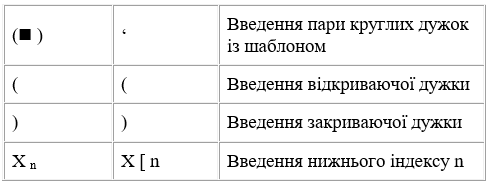 (■ ) ‘ Введення пари круглих дужок
із шаблоном
( ( Введення відкриваючої дужки
) ) Введення закриваючої дужки
X n X [ n Введення нижнього індексу n